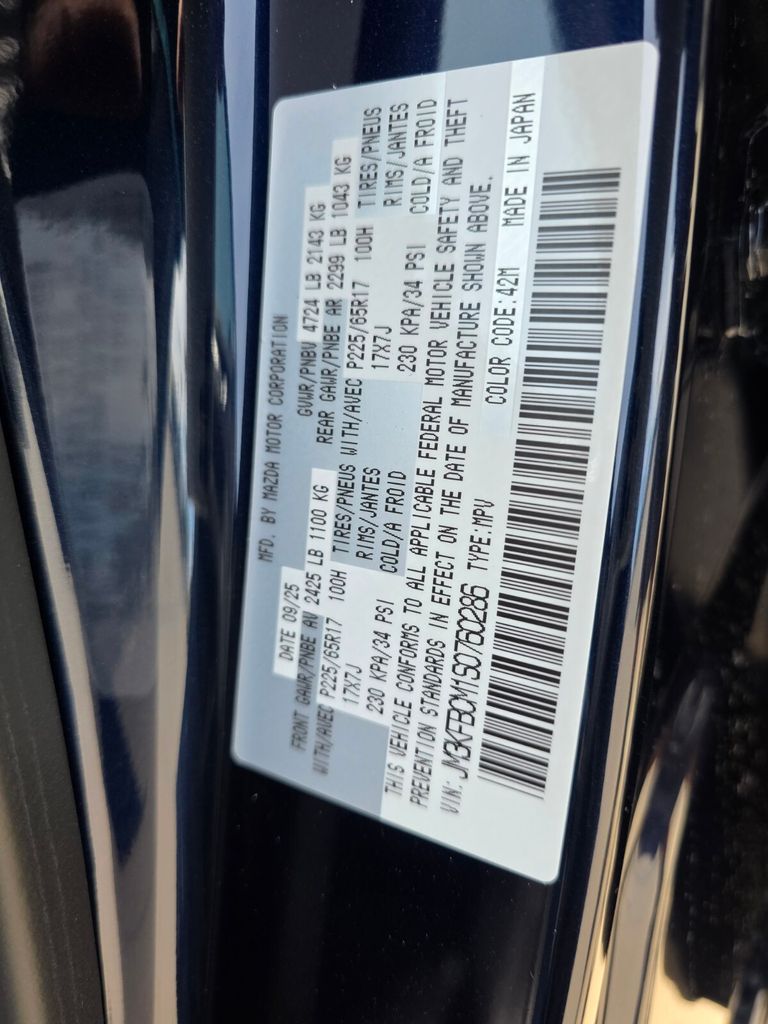 MFD. BY MAZDA MOTOR CORPORATION
DATE 09/25 GVWR/PNBV 4724 LB 2143 KG
FRONT GAWR/PNBE AV 2425 LB 1100 KG REAR GAWR/PNBE AR 2299 LB 1043 KG
WITH/AVEC P225/65R17 100H TIRES/PNEUS WITH/AVEC P225/65R17 100H TIRES/PNEUS
17X7J RIMS/JANTES 17X7J RIMS/JANTES
230 KPA/34 PSI COLD/A FROID 230 KPA/34 PSI COLD/A FROID
THIS VEHICLE CONFORMS TO ALL APPLICABLE FEDERAL MOTOR VEHICLE SAFETY AND THEFT
PREVENTION STANDARDS IN EFFECT ON THE DATE OF MANUFACTURE SHOWN ABOVE.
VIN: JM3KFBCM1S0760286 TYPE:MPV COLOR CODE:42M MADE IN JAPAN